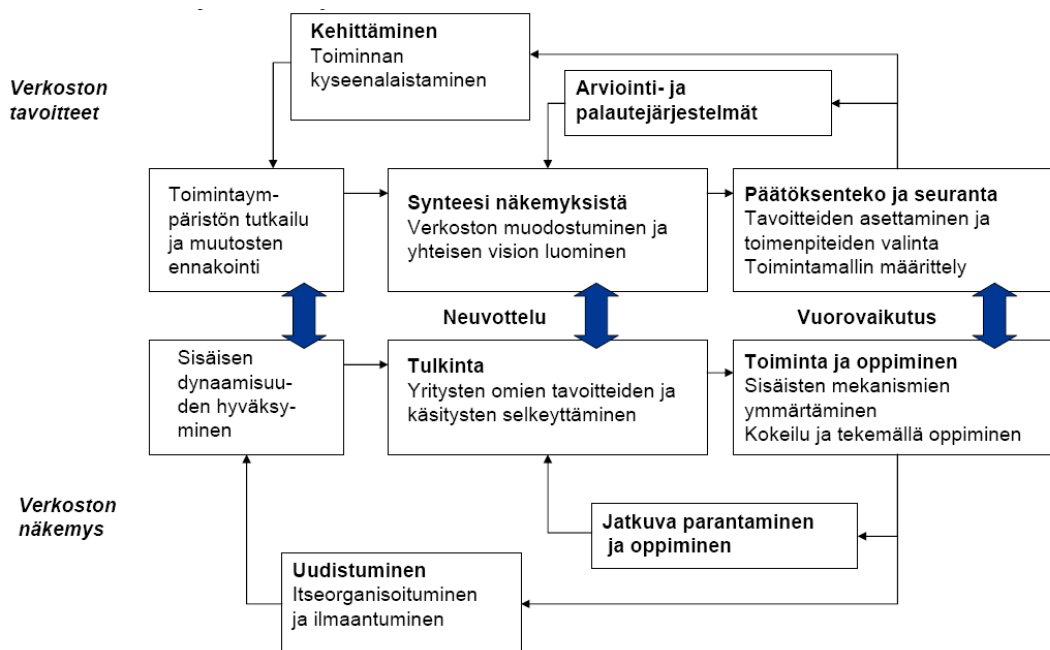 Kehittäminen
Toiminnan
kyseenalaistaminen
Verkoston
tavoitteet
Arviointi- ja
palautejärjestelmät
Toimintaym-
päristön tutkailu
ja muutosten
ennakointi
Synteesi näkemyksistä
Verkoston muodostuminen ja
yhteisen vision luominen
Päätöksenteko ja seuranta
Tavoitteiden asettaminen ja
toimenpiteiden valinta
Toimintamallin määrittely
Neuvottelu
Vuorovaikutus
Sisäisen
dynaamisuu-
den hyväksy-
minen
Tulkinta
Yritysten omien tavoitteiden ja
käsitysten selkeyttäminen
Toiminta ja oppiminen
Sisäisten mekanismien
ymmärtäminen
Kokeilu ja tekemällä oppiminen
Verkoston
näkemys
Jatkuva parantaminen
ja oppiminen
Uudistuminen
Itseorganisoituminen
ja ilmaantuminen